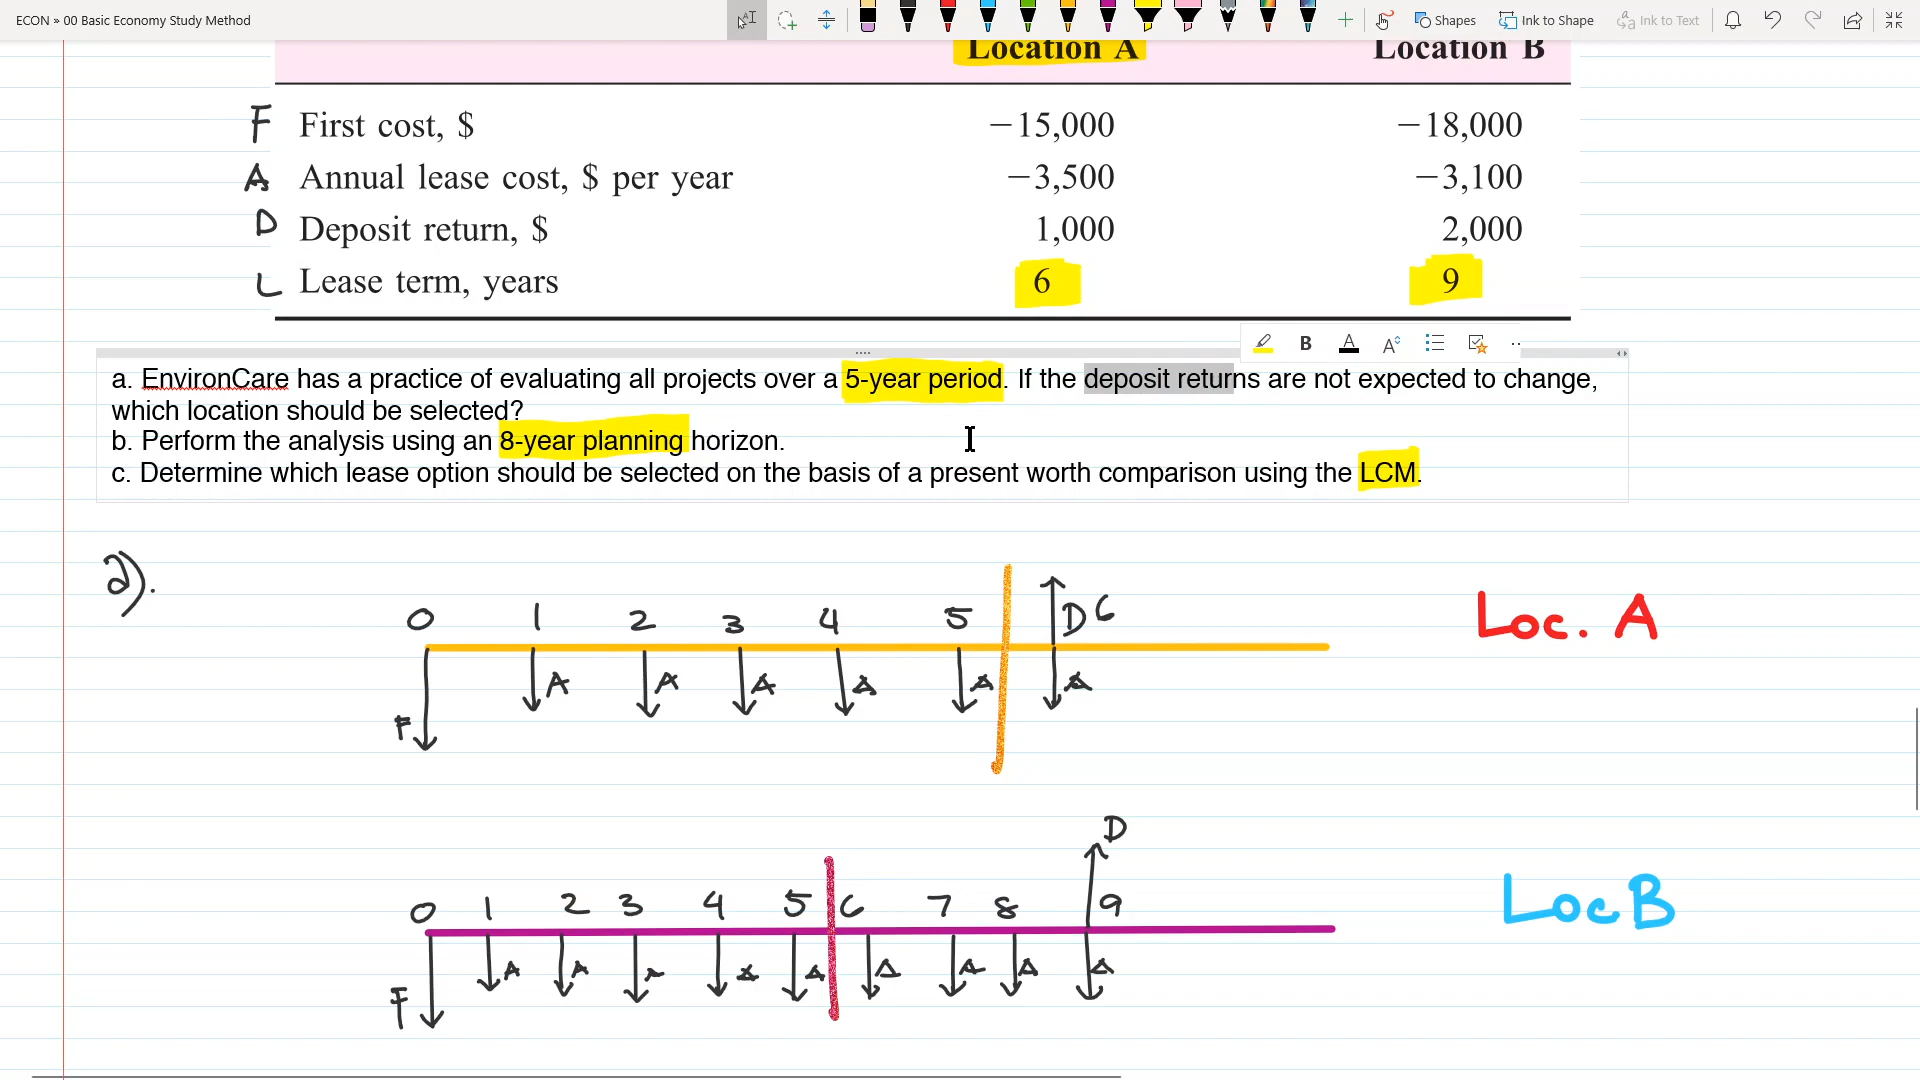 ECON » 00 Basic Economy Study Method
Shapes Ink to Shape Ink to Text
Location A Location B
F First cost, $ −15,000 −18,000
A Annual lease cost, $ per year −3,500 −3,100
D Deposit return, $ 1,000 2,000
L Lease term, years 6 9
B A A
a. EnvironCare has a practice of evaluating all projects over a 5-year period. If the deposit returns are not expected to change,
which location should be selected?
b. Perform the analysis using an 8-year planning horizon.
c. Determine which lease option should be selected on the basis of a present worth comparison using the LCM.
a).
0 1 2 3 4 5 D 6
Loc. A
A A A A A A
F
D
0 1 2 3 4 5 6 7 8 9
Loc B
A A A A A A A A A
F